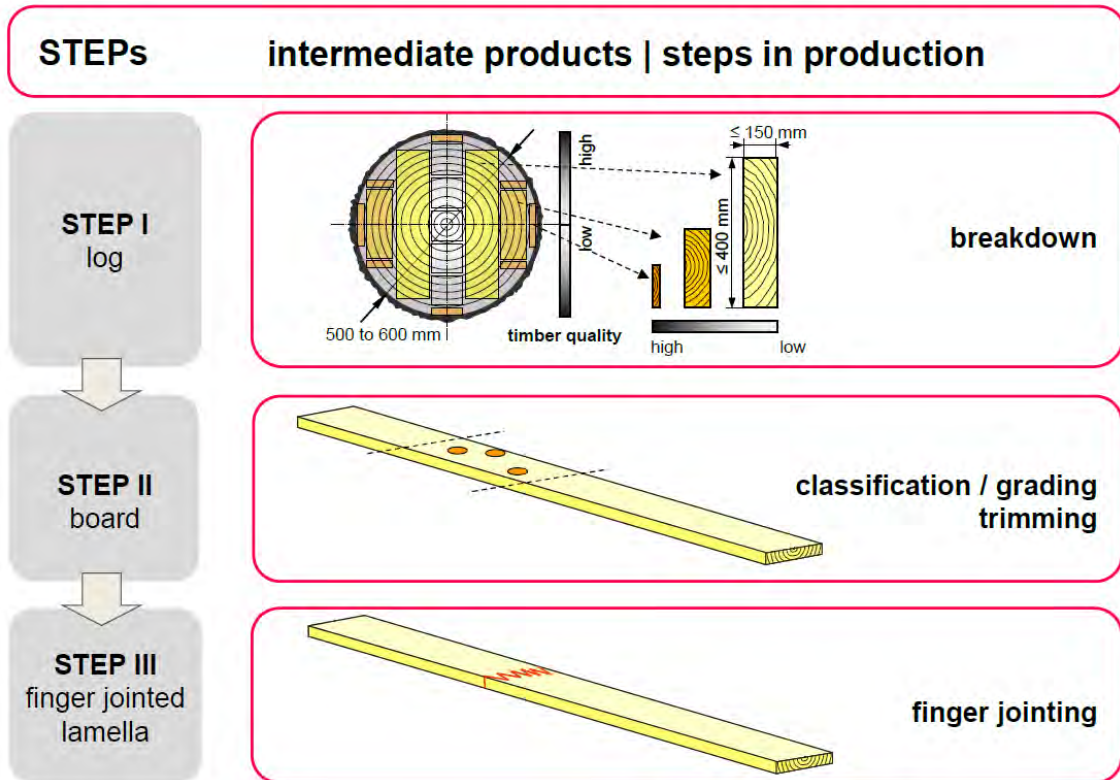 STEPs
intermediate products | steps in production
STEP I
log
high
low
500 to 600 mm
timber quality
≤ 150 mm
≤ 400 mm
high
low
breakdown
STEP II
board
classification / grading
trimming
STEP III
finger jointed
lamella
finger jointing